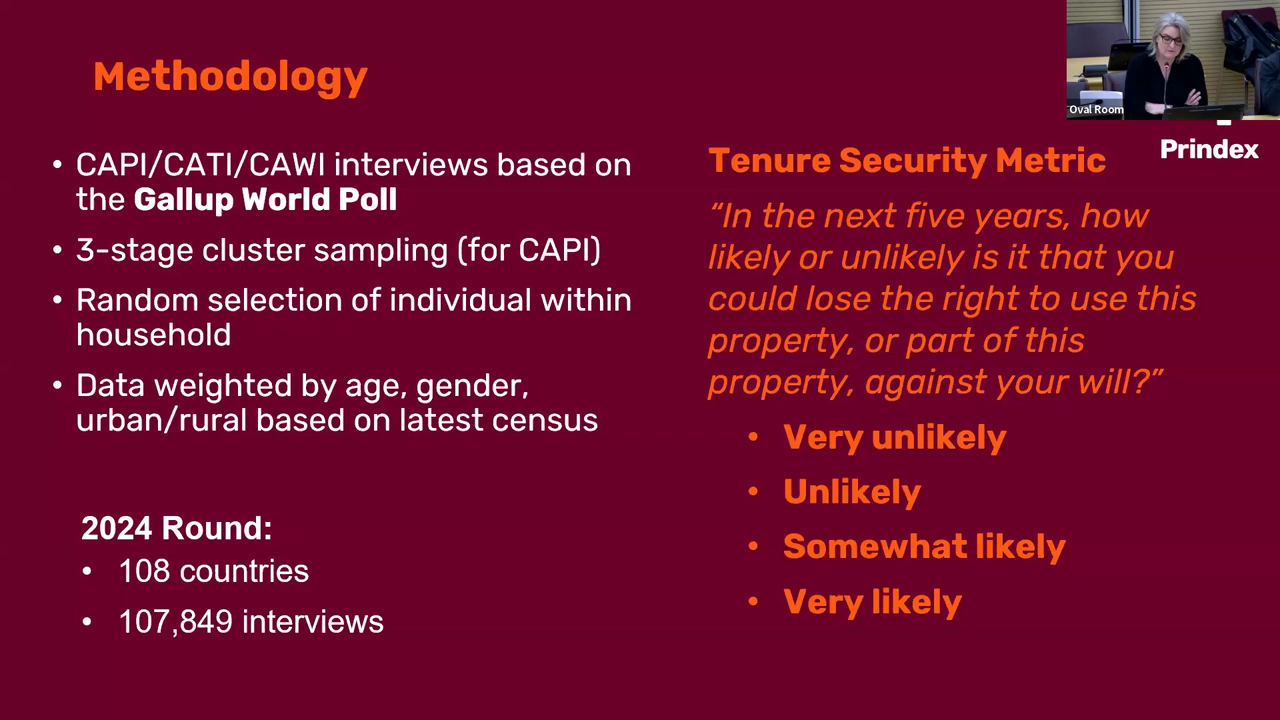 Methodology
• CAPI/CATI/CAWI interviews based on
the Gallup World Poll
• 3-stage cluster sampling (for CAPI)
• Random selection of individual within
household
• Data weighted by age, gender,
urban/rural based on latest census
2024 Round:
• 108 countries
• 107,849 interviews
Oval Room
Prindex
Tenure Security Metric
“In the next five years, how
likely or unlikely is it that you
could lose the right to use this
property, or part of this
property, against your will?”
• Very unlikely
• Unlikely
• Somewhat likely
• Very likely